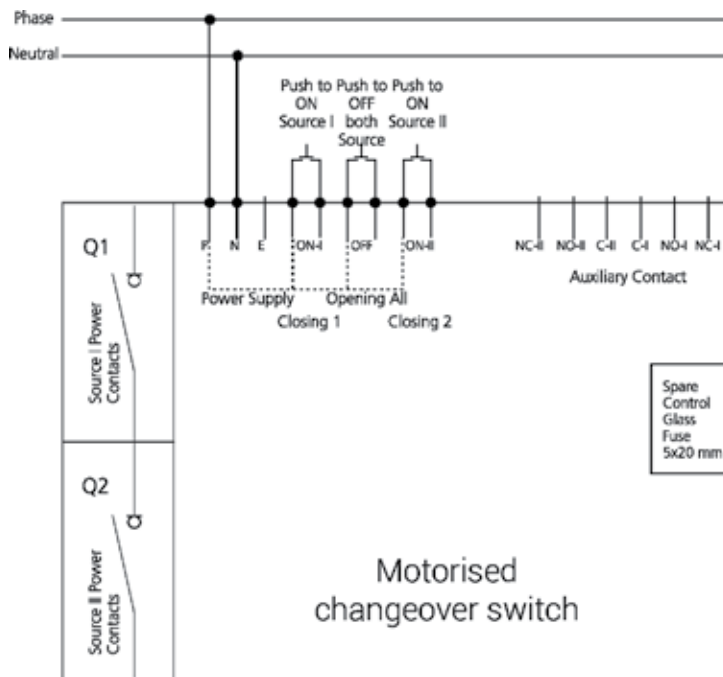 Phase
Neutral
Push to ON Source I
Push to OFF both Source
Push to ON Source II
P N E ON-I OFF ON-II
NC-II NO-II C-II C-I NO-I NC-I
Power Supply
Opening All
Auxiliary Contact
Closing 1
Closing 2
Q1
Source I Power
Contacts
Spare
Control
Glass
Fuse
5x20 mm
Q2
Source II Power
Contacts
Motorised
changeover switch